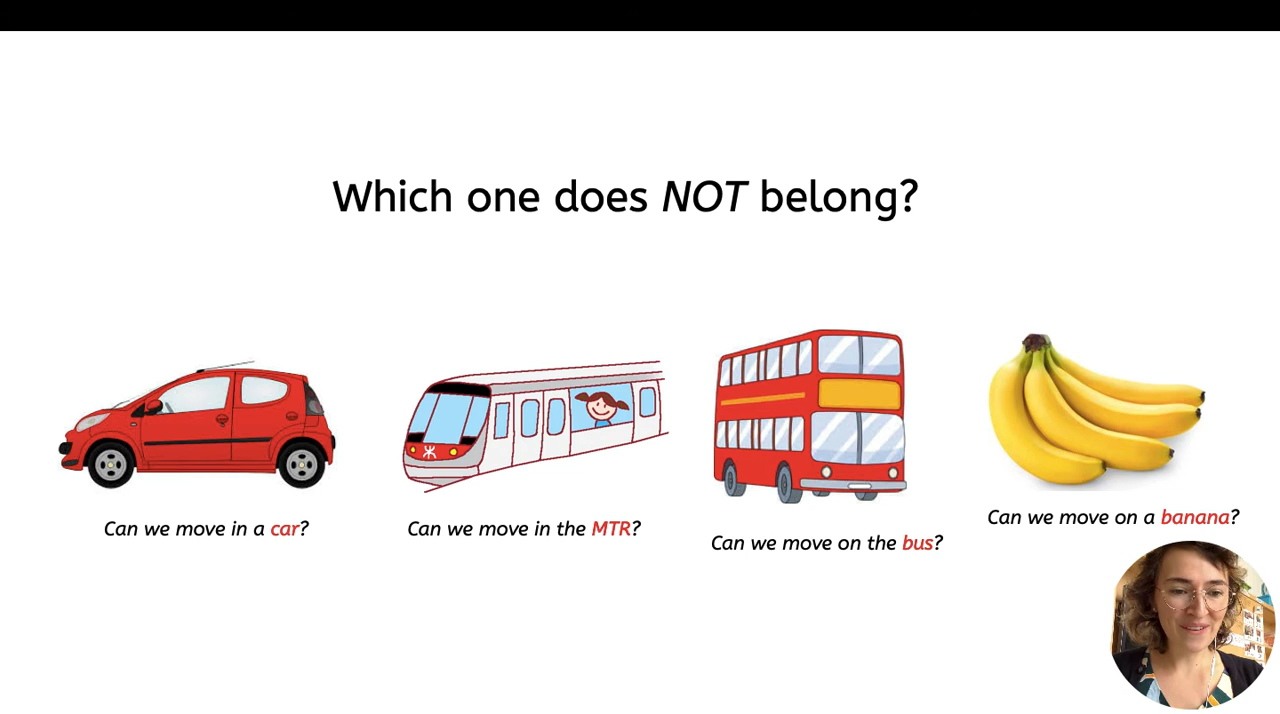 Which one does NOT belong?
Can we move in a car?
Can we move in the MTR?
Can we move on the bus?
Can we move on a banana?